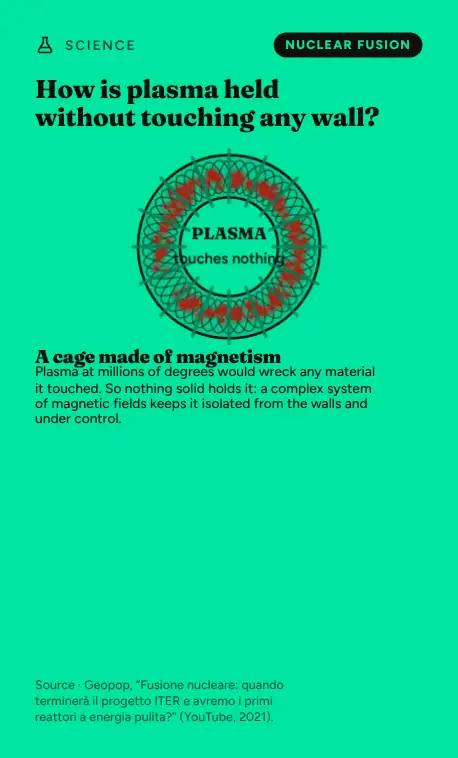 SCIENCE
NUCLEAR FUSION
How is plasma held
without touching any wall?
PLASMA
touches nothing
A cage made of magnetism
Plasma at millions of degrees would wreck any material
it touched. So nothing solid holds it: a complex system
of magnetic fields keeps it isolated from the walls and
under control.
Source · Geopop, “Fusione nucleare: quando
terminerà il progetto ITER e avremo i primi
reattori a energia pulita?” (YouTube, 2021).